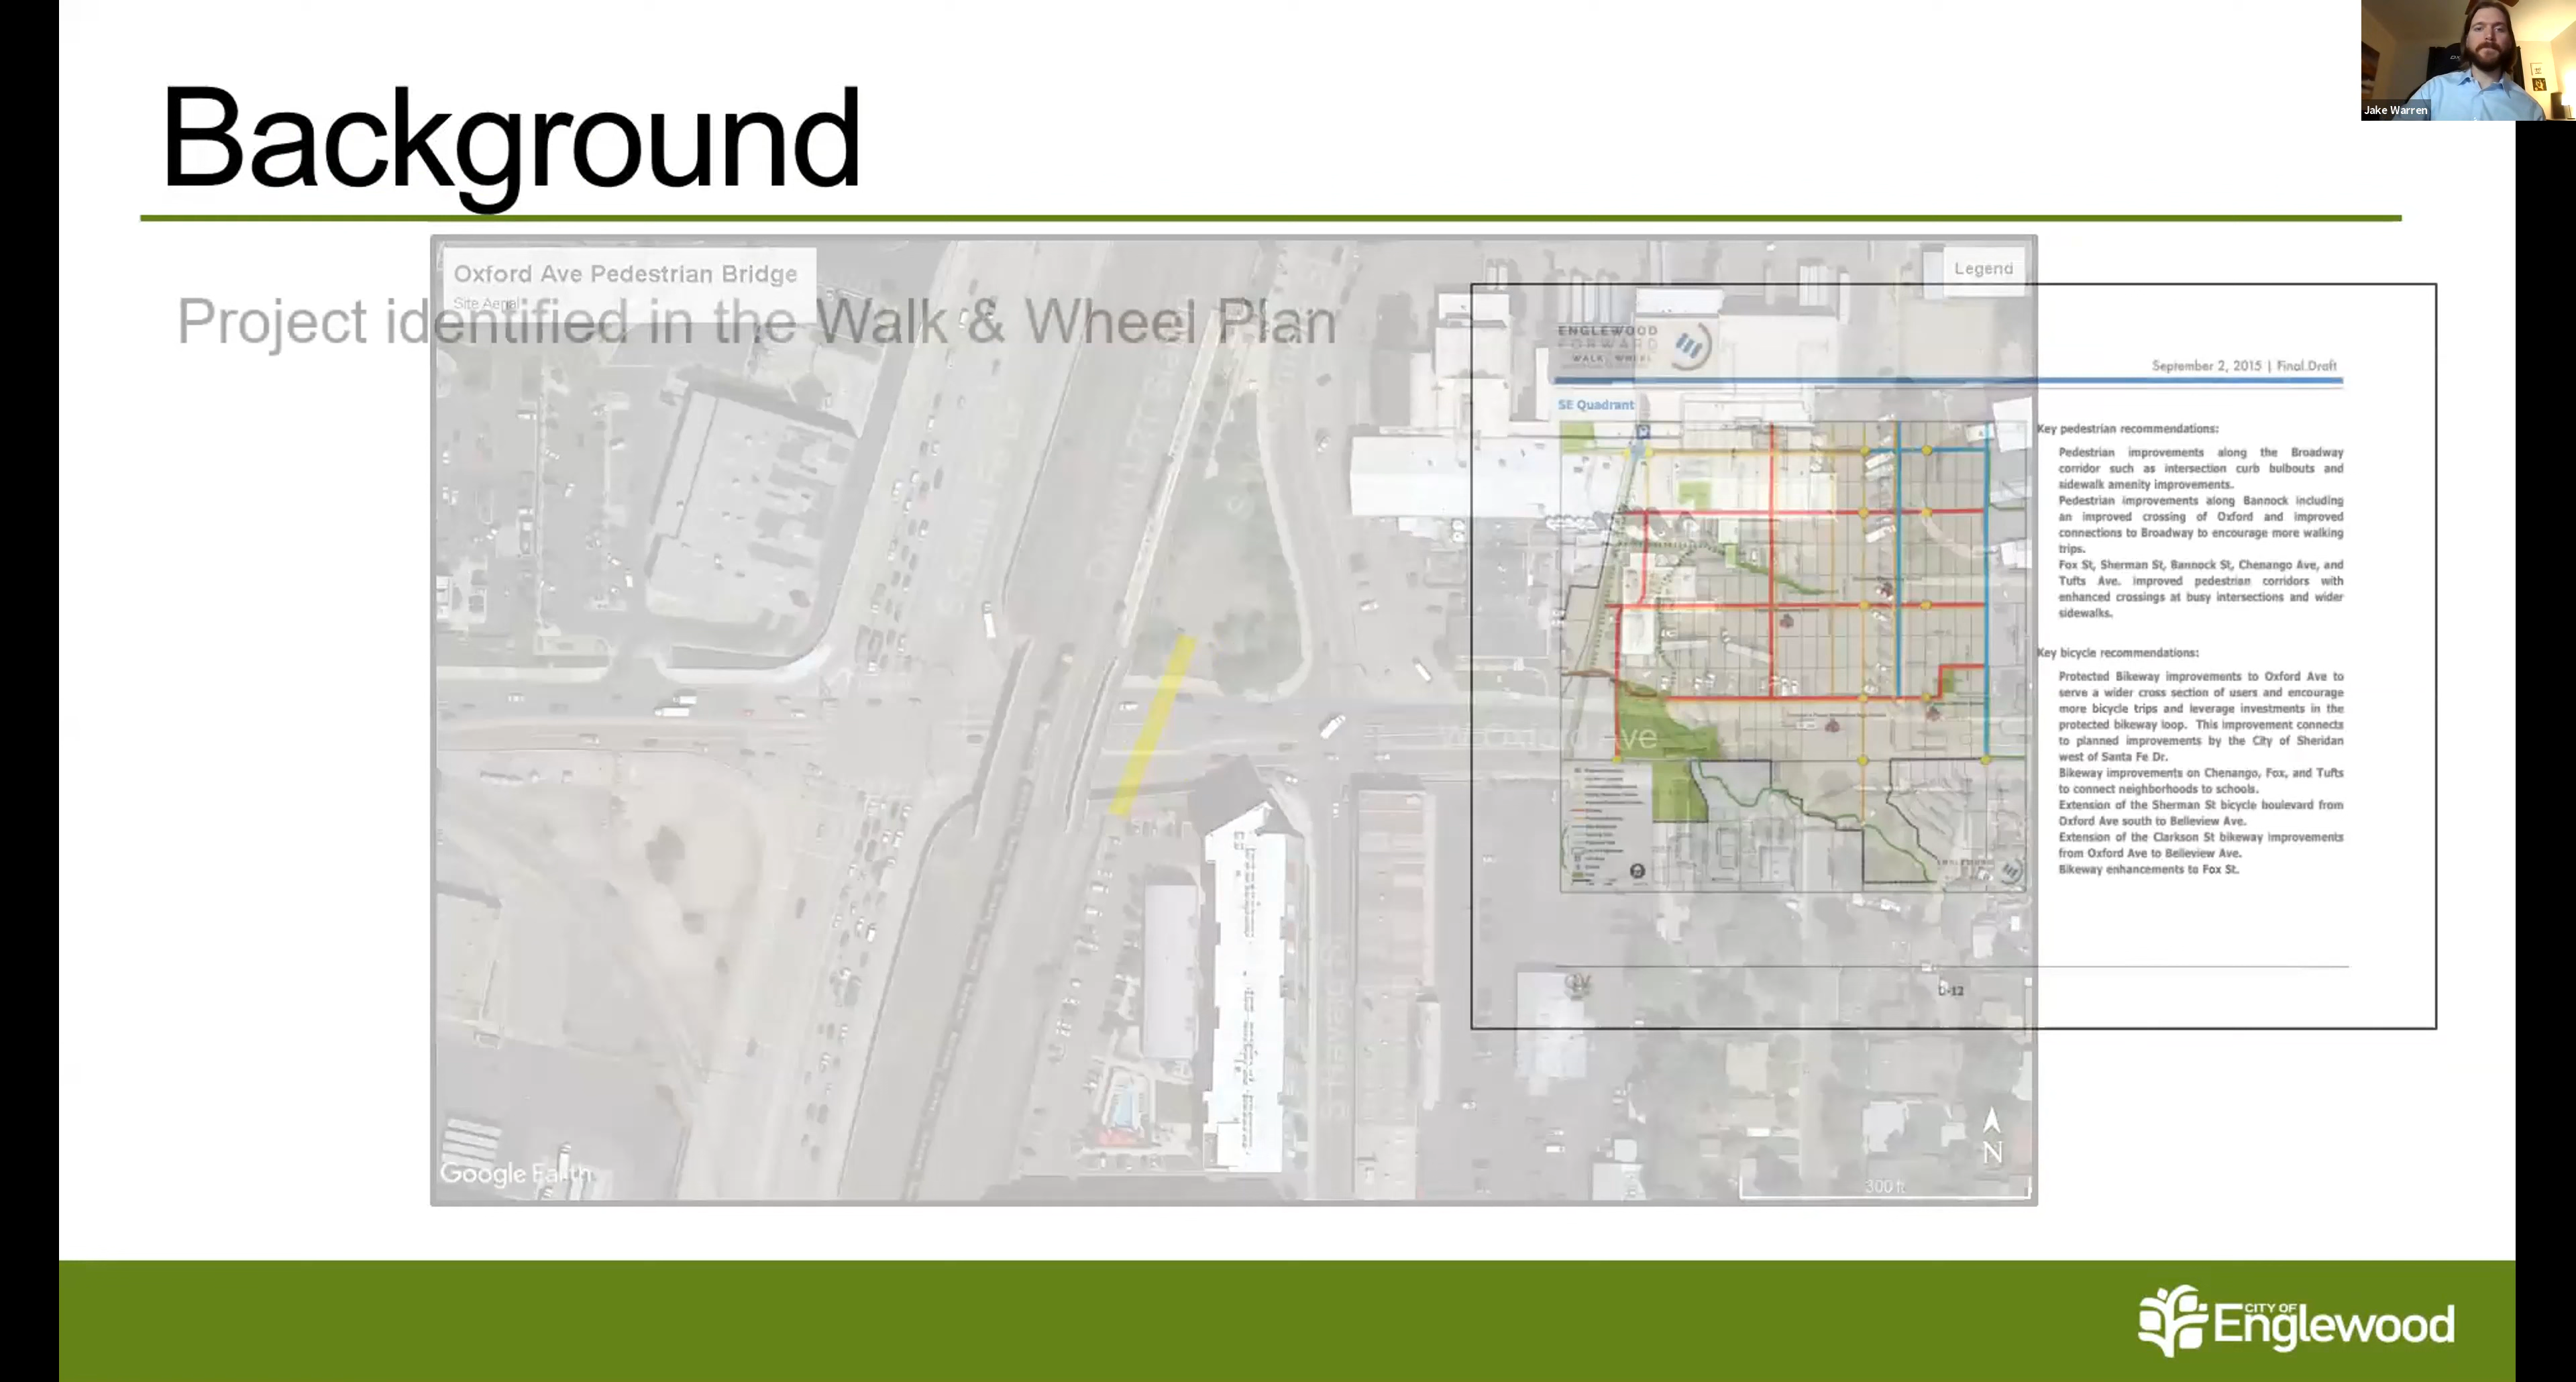 Background
Jake Warren
Oxford Ave Pedestrian Bridge
Site Aerial
Legend
Project identified in the Walk & Wheel Plan
ENGLEWOOD
FORWARD
WALK & WHEEL
September 2, 2015 | Final Draft
SE Quadrant
Key pedestrian recommendations:
Pedestrian improvements along the Broadway
corridor such as intersection curb bulbouts and
sidewalk amenity improvements.
Pedestrian improvements along Bannock including
an improved crossing of Oxford and improved
connections to Broadway to encourage more walking
trips.
Fox St, Sherman St, Bannock St, Chenango Ave, and
Tufts Ave. improved pedestrian corridors with
enhanced crossings at busy intersections and wider
sidewalks.
Key bicycle recommendations:
Protected Bikeway improvements to Oxford Ave to
serve a wider cross section of users and encourage
more bicycle trips and leverage investments in the
protected bikeway loop. This improvement connects
to planned improvements by the City of Sheridan
west of Santa Fe Dr.
Bikeway improvements on Chenango, Fox, and Tufts
to connect neighborhoods to schools.
Extension of the Sherman St bicycle boulevard from
Oxford Ave south to Belleview Ave.
Extension of the Clarkson St bikeway improvements
from Oxford Ave to Belleview Ave.
Bikeway enhancements to Fox St.
W Oxford Ave
D-12
N
Google Earth
300 ft
CITY OF
Englewood